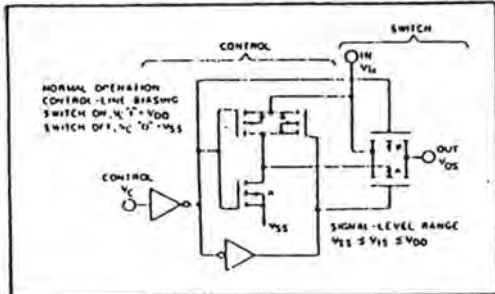 CONTROL
SWITCH
IN
Vis
NORMAL OPERATION
CONTROL-LINE BIASING
SWITCH ON, VC "1" = VDD
SWITCH OFF, VC "0" = VSS
CONTROL
VC
VSS
p
n
OUT
VOS
SIGNAL-LEVEL RANGE
VSS ≤ VIS ≤ VDD